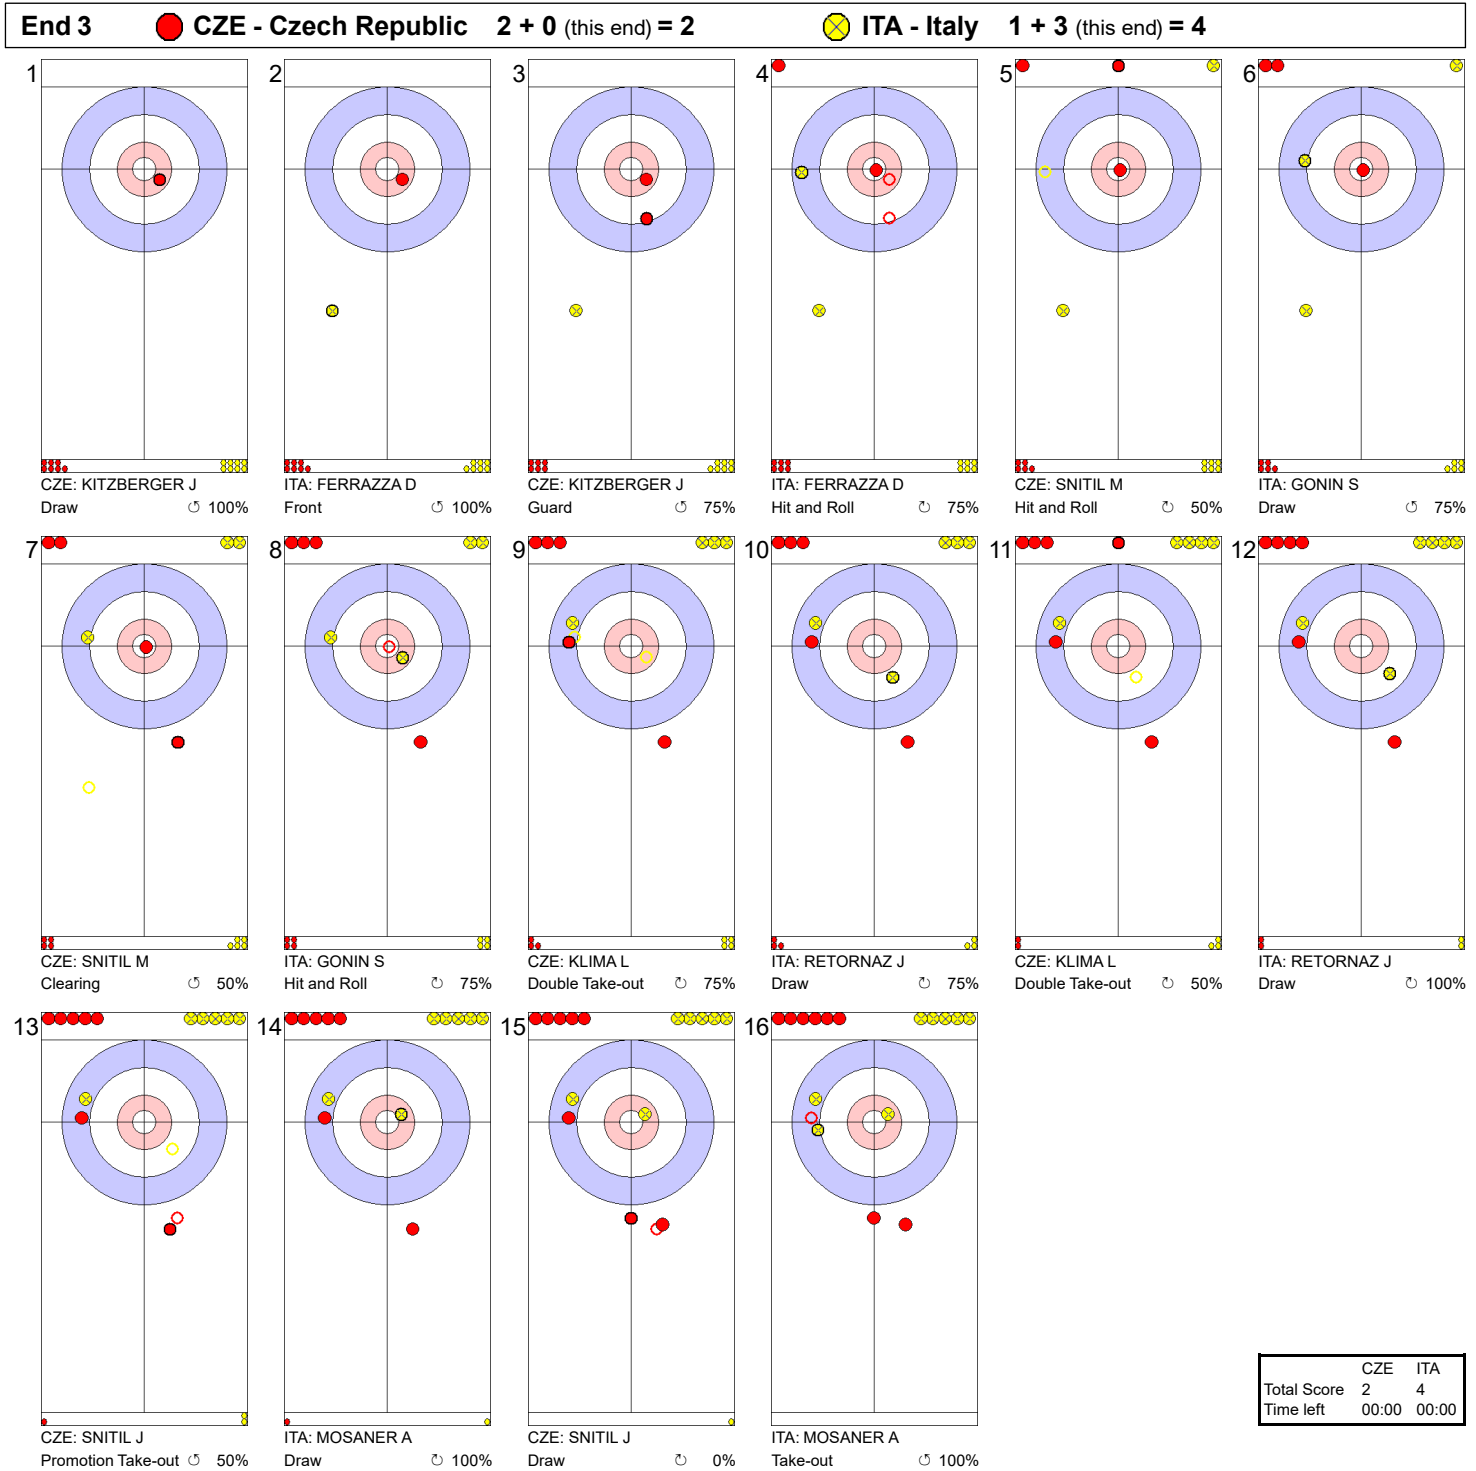 End 3 CZE - Czech Republic 2 + 0 (this end) = 2 ITA - Italy 1 + 3 (this end) = 4
1 2 3 4 5 6
CZE: KITZBERGER J ITA: FERRAZZA D CZE: KITZBERGER J ITA: FERRAZZA D CZE: SNITIL M ITA: GONIN S
Draw ↺ 100% Front ↺ 100% Guard ↺ 75% Hit and Roll ↻ 75% Hit and Roll ↻ 50% Draw ↺ 75%
7 8 9 10 11 12
CZE: SNITIL M ITA: GONIN S CZE: KLIMA L ITA: RETORNAZ J CZE: KLIMA L ITA: RETORNAZ J
Clearing ↺ 50% Hit and Roll ↻ 75% Double Take-out ↻ 75% Draw ↺ 75% Double Take-out ↻ 50% Draw ↺ 100%
13 14 15 16
CZE: SNITIL J ITA: MOSANER A CZE: SNITIL J ITA: MOSANER A
Promotion Take-out ↺ 50% Draw ↻ 100% Draw ↻ 0% Take-out ↺ 100%
CZE ITA
Total Score 2 4
Time left 00:00 00:00